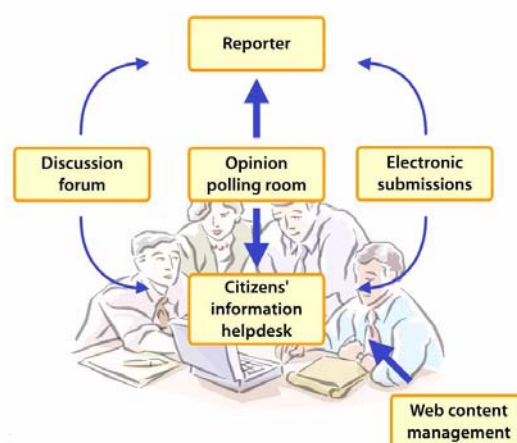 Reporter
Discussion
forum
Opinion
polling room
Electronic
submissions
Citizens'
information
helpdesk
Web content
management